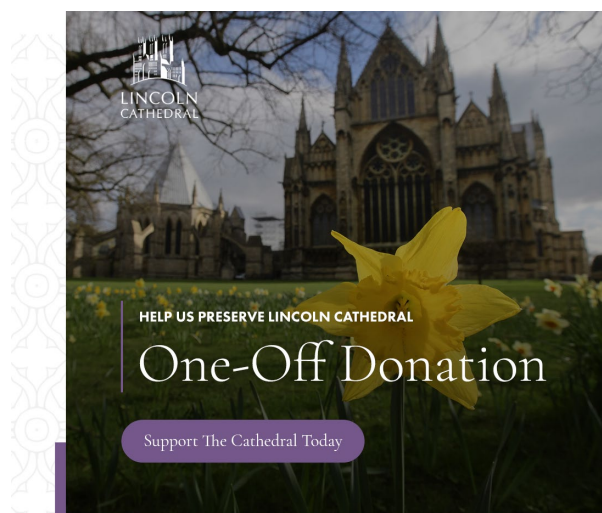 LINCOLN
CATHEDRAL
HELP US PRESERVE LINCOLN CATHEDRAL
One-Off Donation
Support The Cathedral Today